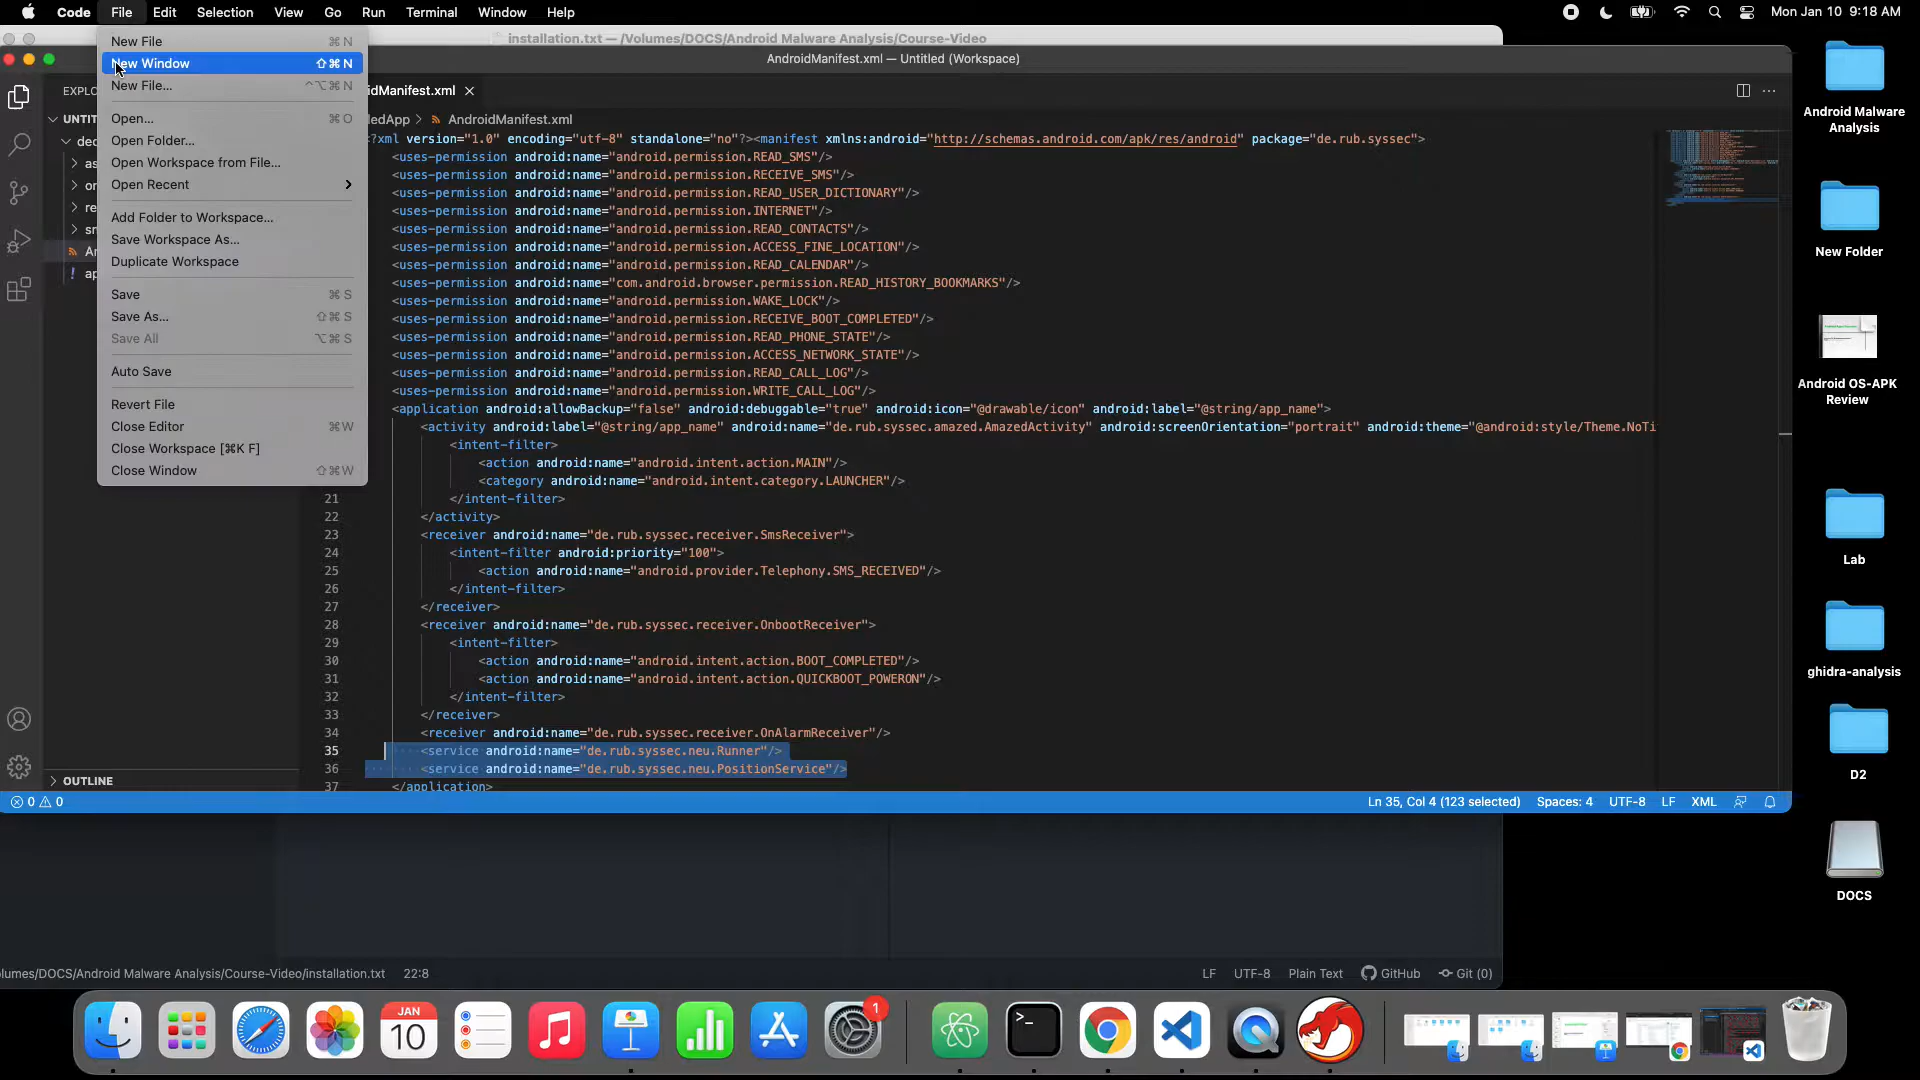 Code File Edit Selection View Go Run Terminal Window Help Mon Jan 10 9:18 AM
installation.txt — /Volumes/DOCS/Android Malware Analysis/Course-Video
AndroidManifest.xml — Untitled (Workspace)
New File ⌘N
New Window ⇧⌘N
New File... ^⌥⌘N
Open... ⌘O
Open Folder...
Open Workspace from File...
Open Recent
Add Folder to Workspace...
Save Workspace As...
Duplicate Workspace
Save ⌘S
Save As... ⇧⌘S
Save All ⌥⌘S
Auto Save
Revert File
Close Editor ⌘W
Close Workspace [⌘K F]
Close Window ⇧⌘W
EXPLO
UNTIT
dec
as
or
re
sm
An
! ap
OUTLINE
idManifest.xml
ledApp > AndroidManifest.xml
?xml version="1.0" encoding="utf-8" standalone="no"?><manifest xmlns:android="http://schemas.android.com/apk/res/android" package="de.rub.syssec">
<uses-permission android:name="android.permission.READ_SMS"/>
<uses-permission android:name="android.permission.RECEIVE_SMS"/>
<uses-permission android:name="android.permission.READ_USER_DICTIONARY"/>
<uses-permission android:name="android.permission.INTERNET"/>
<uses-permission android:name="android.permission.READ_CONTACTS"/>
<uses-permission android:name="android.permission.ACCESS_FINE_LOCATION"/>
<uses-permission android:name="android.permission.READ_CALENDAR"/>
<uses-permission android:name="com.android.browser.permission.READ_HISTORY_BOOKMARKS"/>
<uses-permission android:name="android.permission.WAKE_LOCK"/>
<uses-permission android:name="android.permission.RECEIVE_BOOT_COMPLETED"/>
<uses-permission android:name="android.permission.READ_PHONE_STATE"/>
<uses-permission android:name="android.permission.ACCESS_NETWORK_STATE"/>
<uses-permission android:name="android.permission.READ_CALL_LOG"/>
<uses-permission android:name="android.permission.WRITE_CALL_LOG"/>
<application android:allowBackup="false" android:debuggable="true" android:icon="@drawable/icon" android:label="@string/app_name">
<activity android:label="@string/app_name" android:name="de.rub.syssec.amazed.AmazedActivity" android:screenOrientation="portrait" android:theme="@android:style/Theme.NoTi
<intent-filter>
<action android:name="android.intent.action.MAIN"/>
<category android:name="android.intent.category.LAUNCHER"/>
21 </intent-filter>
22 </activity>
23 <receiver android:name="de.rub.syssec.receiver.SmsReceiver">
24 <intent-filter android:priority="100">
25 <action android:name="android.provider.Telephony.SMS_RECEIVED"/>
26 </intent-filter>
27 </receiver>
28 <receiver android:name="de.rub.syssec.receiver.OnbootReceiver">
29 <intent-filter>
30 <action android:name="android.intent.action.BOOT_COMPLETED"/>
31 <action android:name="android.intent.action.QUICKBOOT_POWERON"/>
32 </intent-filter>
33 </receiver>
34 <receiver android:name="de.rub.syssec.receiver.OnAlarmReceiver"/>
35 <service android:name="de.rub.syssec.neu.Runner"/>
36 <service android:name="de.rub.syssec.neu.PositionService"/>
37 </application>
0 0 Ln 35, Col 4 (123 selected) Spaces: 4 UTF-8 LF XML
lumes/DOCS/Android Malware Analysis/Course-Video/installation.txt 22:8 LF UTF-8 Plain Text GitHub Git (0)
Android Malware
Analysis
New Folder
Android OS-APK
Review
Lab
ghidra-analysis
D2
DOCS
JAN
10
1
>_